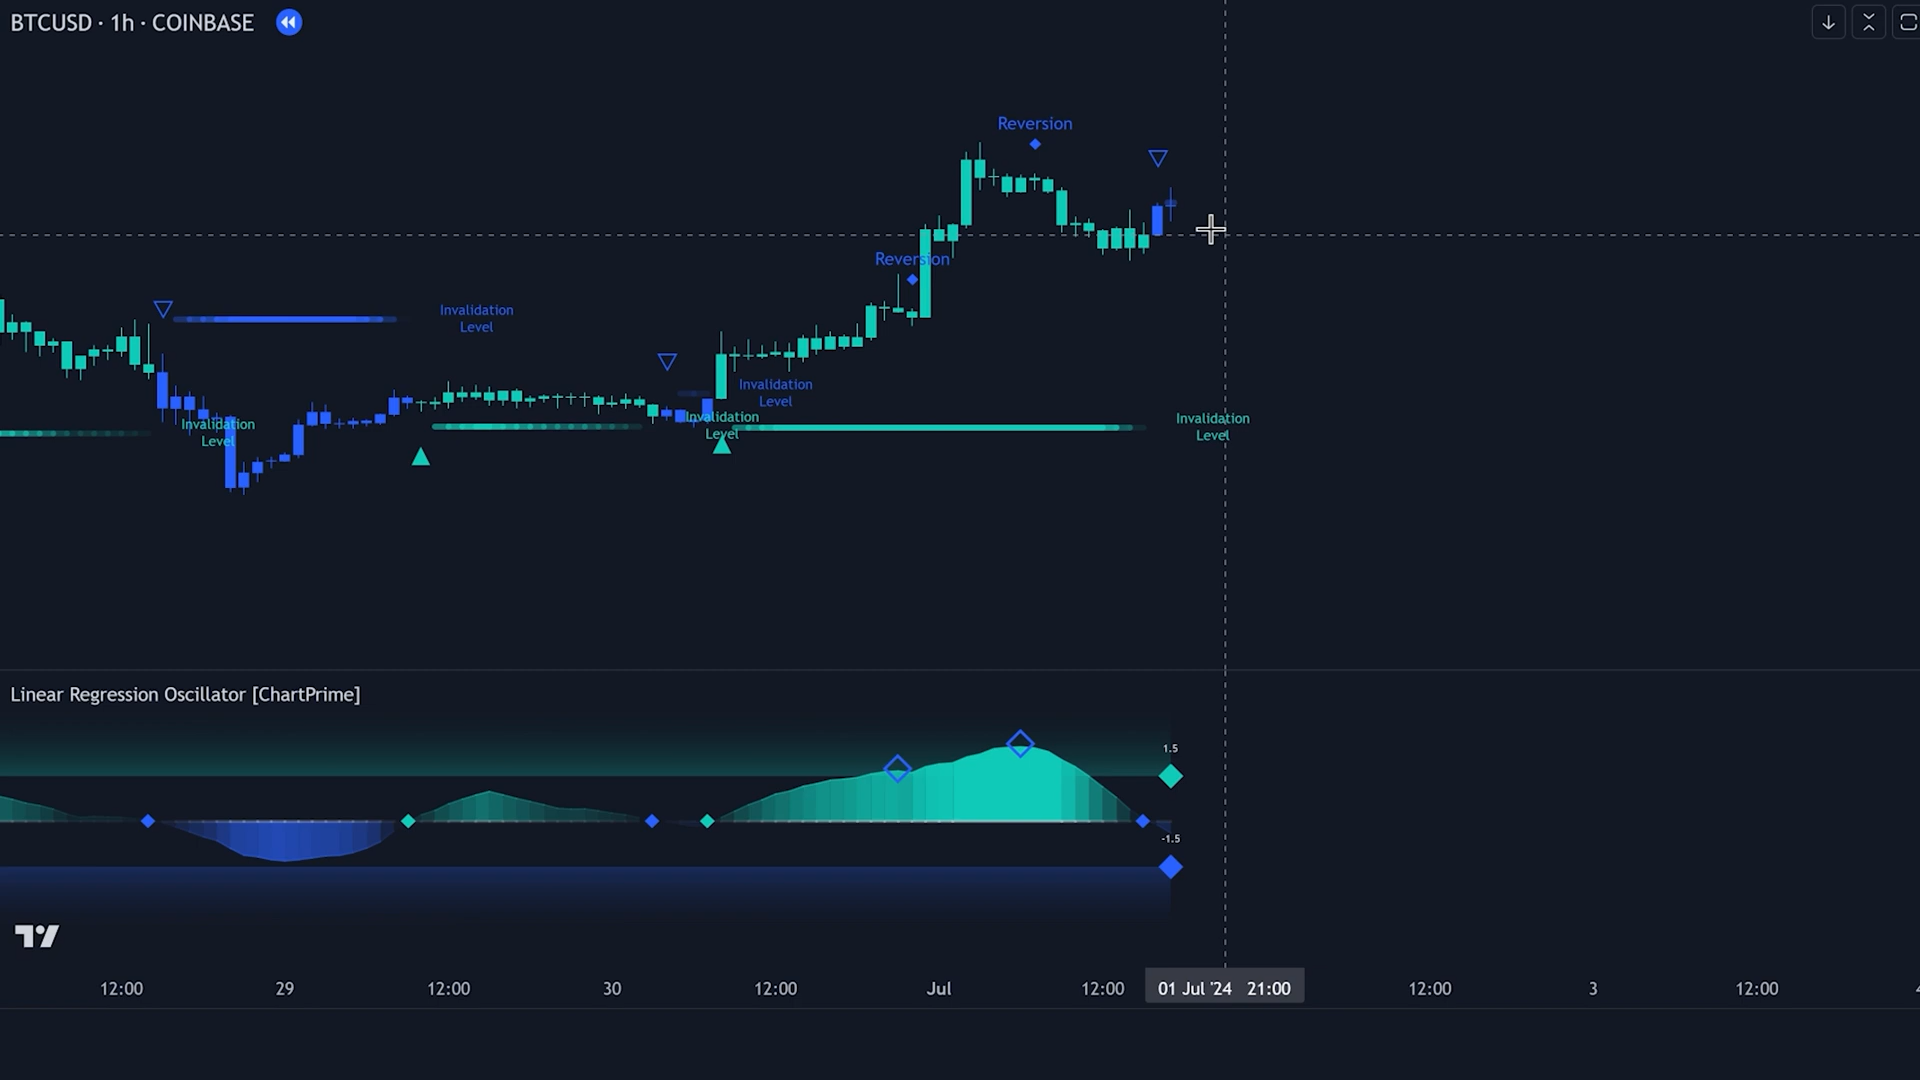 BTCUSD · 1h · COINBASE
Reversion
Reversion
Invalidation
Level
Invalidation
Level
Invalidation
Level
Invalidation
Level
Invalidation
Level
Linear Regression Oscillator [ChartPrime]
1.5
-1.5
12:00 29 12:00 30 12:00 Jul 12:00 01 Jul '24 21:00 12:00 3 12:00